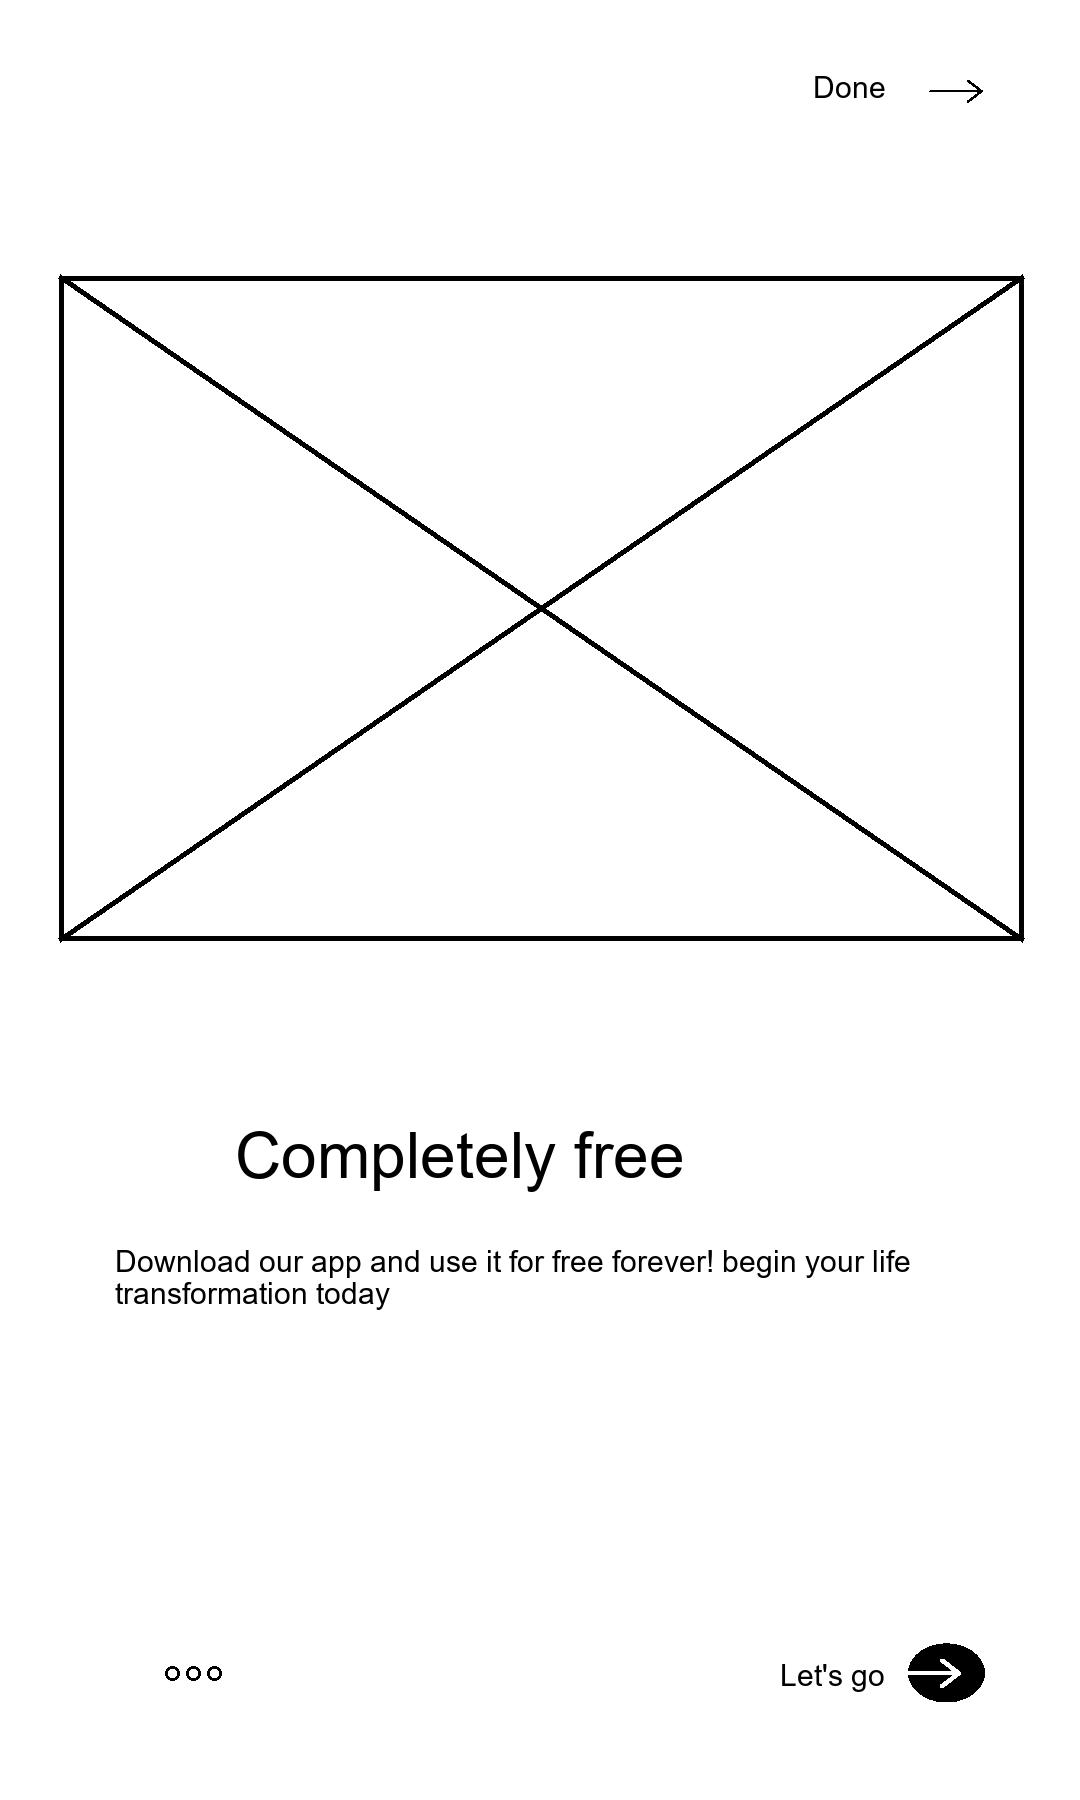 Done
Completely free
Download our app and use it for free forever! begin your life
transformation today
Let's go